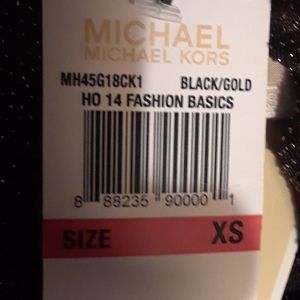 MICHAEL
MICHAEL KORS
MH45G18CK1 BLACK/GOLD
HO 14 FASHION BASICS
8 88235 90000 1
SIZE XS